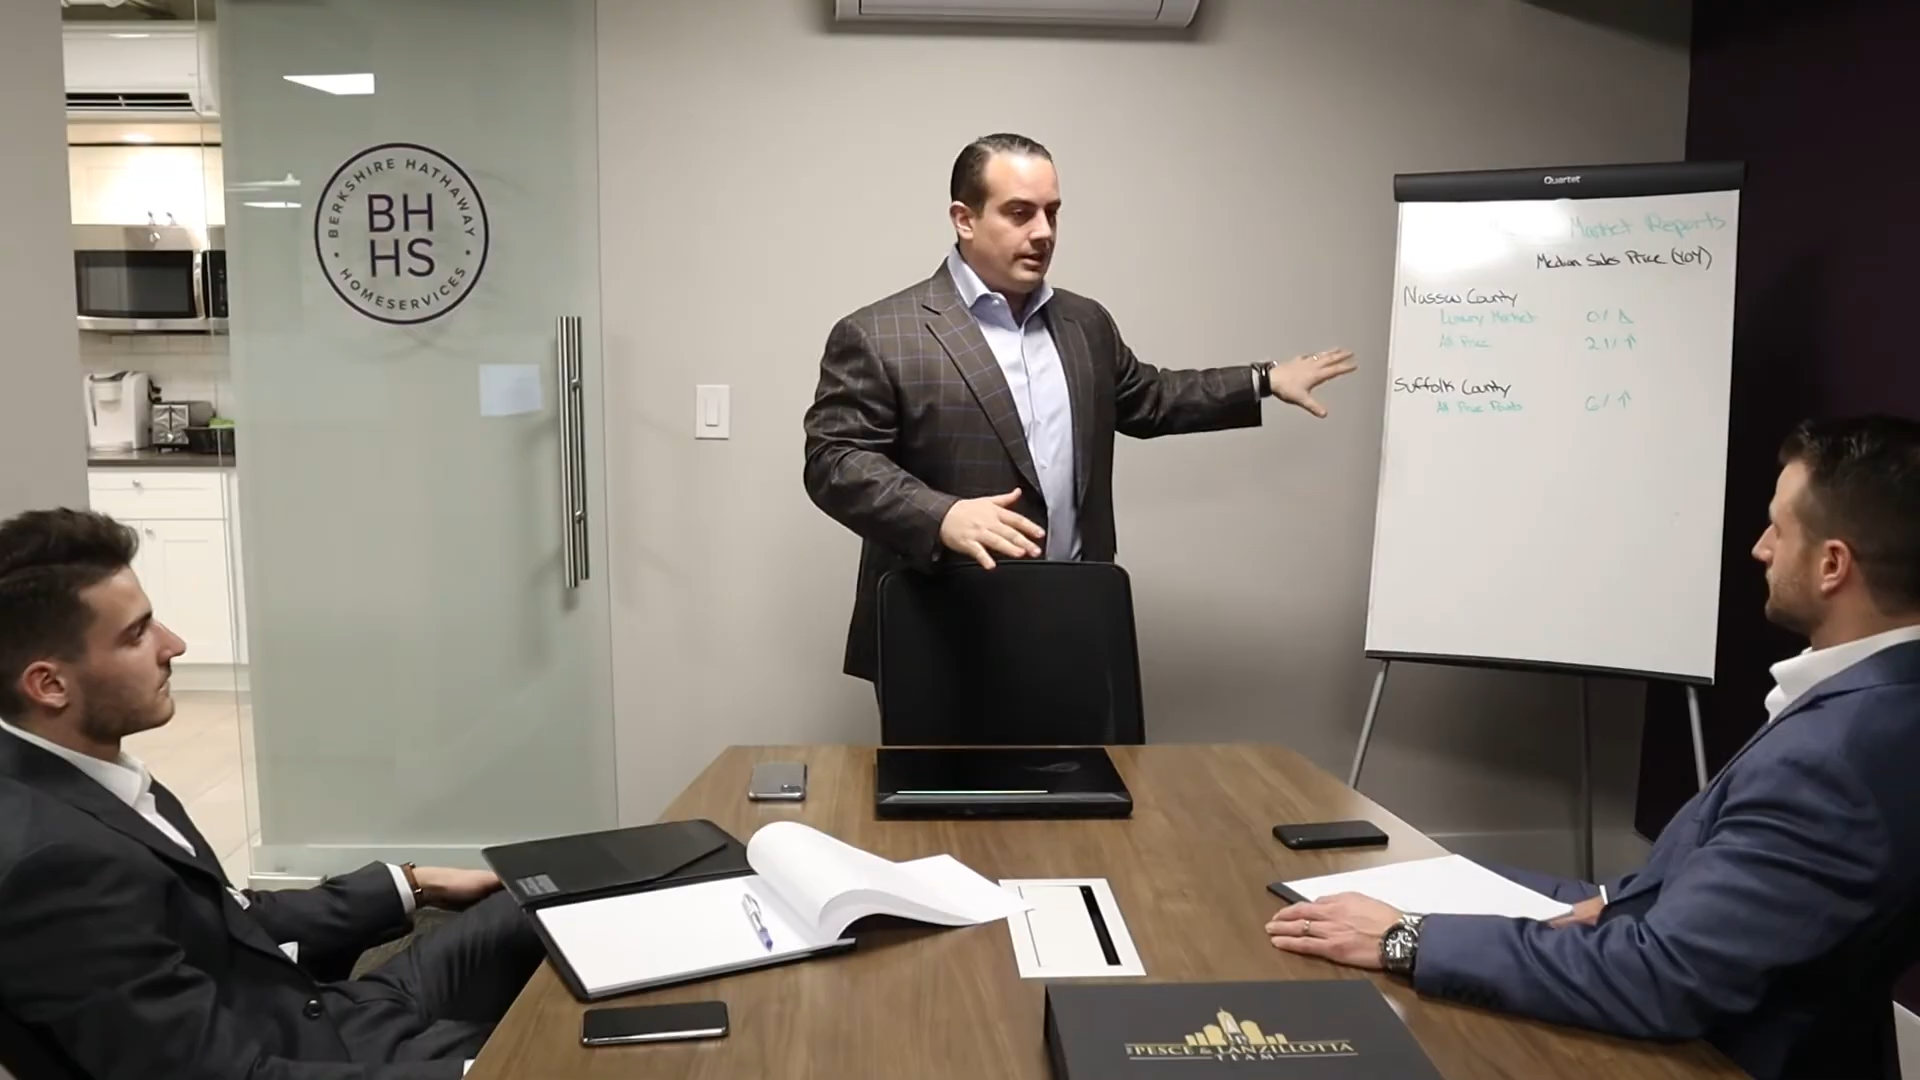 BERKSHIRE HATHAWAY
BH
HS
HOMESERVICES
Quartet
Market Reports
Median Sales Price (YOY)
Nassau County
Luxury Market
All Price
Suffolk County
All Price Points
THE PESCE & LANZILLOTTA
TEAM